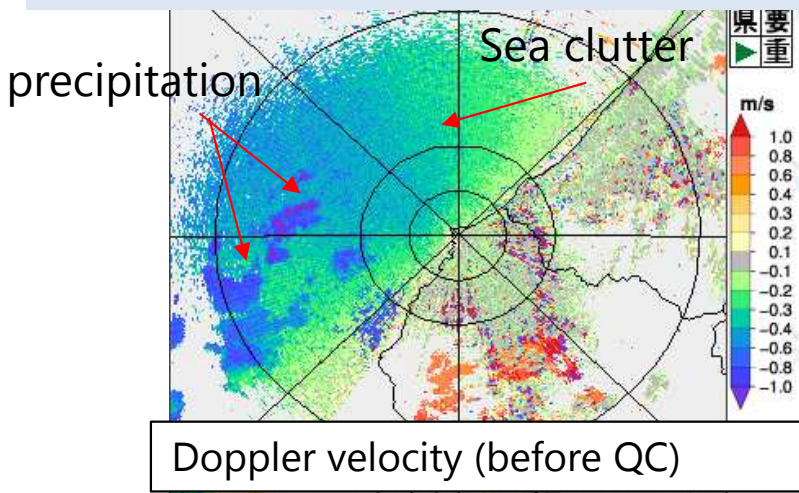 県 要
重
Sea clutter
precipitation
m/s
1.0
0.8
0.6
0.4
0.3
0.2
0.1
-0.1
-0.2
-0.3
-0.4
-0.6
-0.8
-1.0
Doppler velocity (before QC)